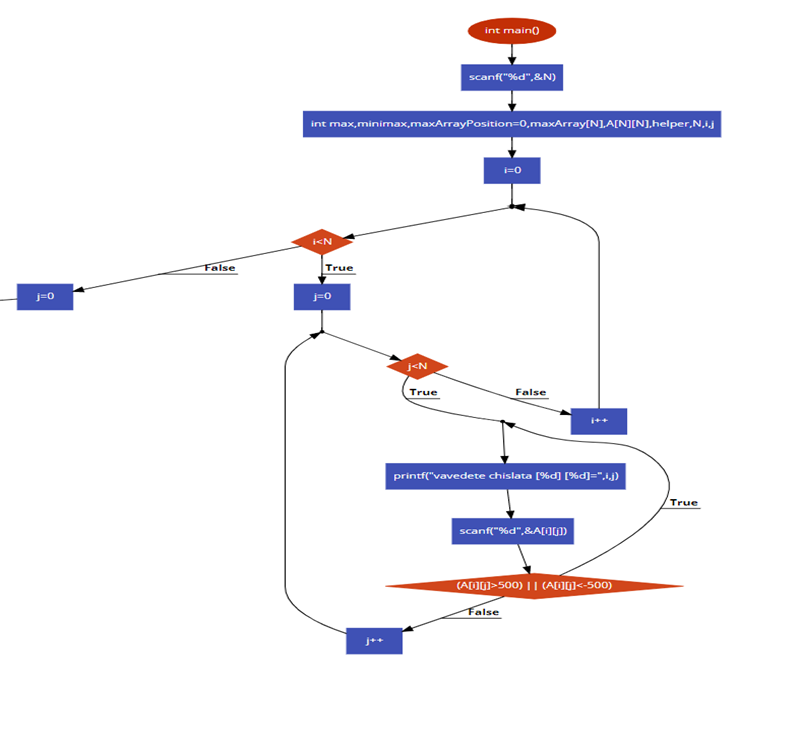 int main()
scanf("%d",&N)
int max,minimax,maxArrayPosition=0,maxArray[N],A[N][N],helper,N,i,j
i=0
i<N
False
True
j=0
j=0
j<N
True
False
i++
printf("vavedete chislata [%d] [%d]=",i,j)
scanf("%d",&A[i][j])
True
(A[i][j]>500) || (A[i][j]<-500)
False
j++